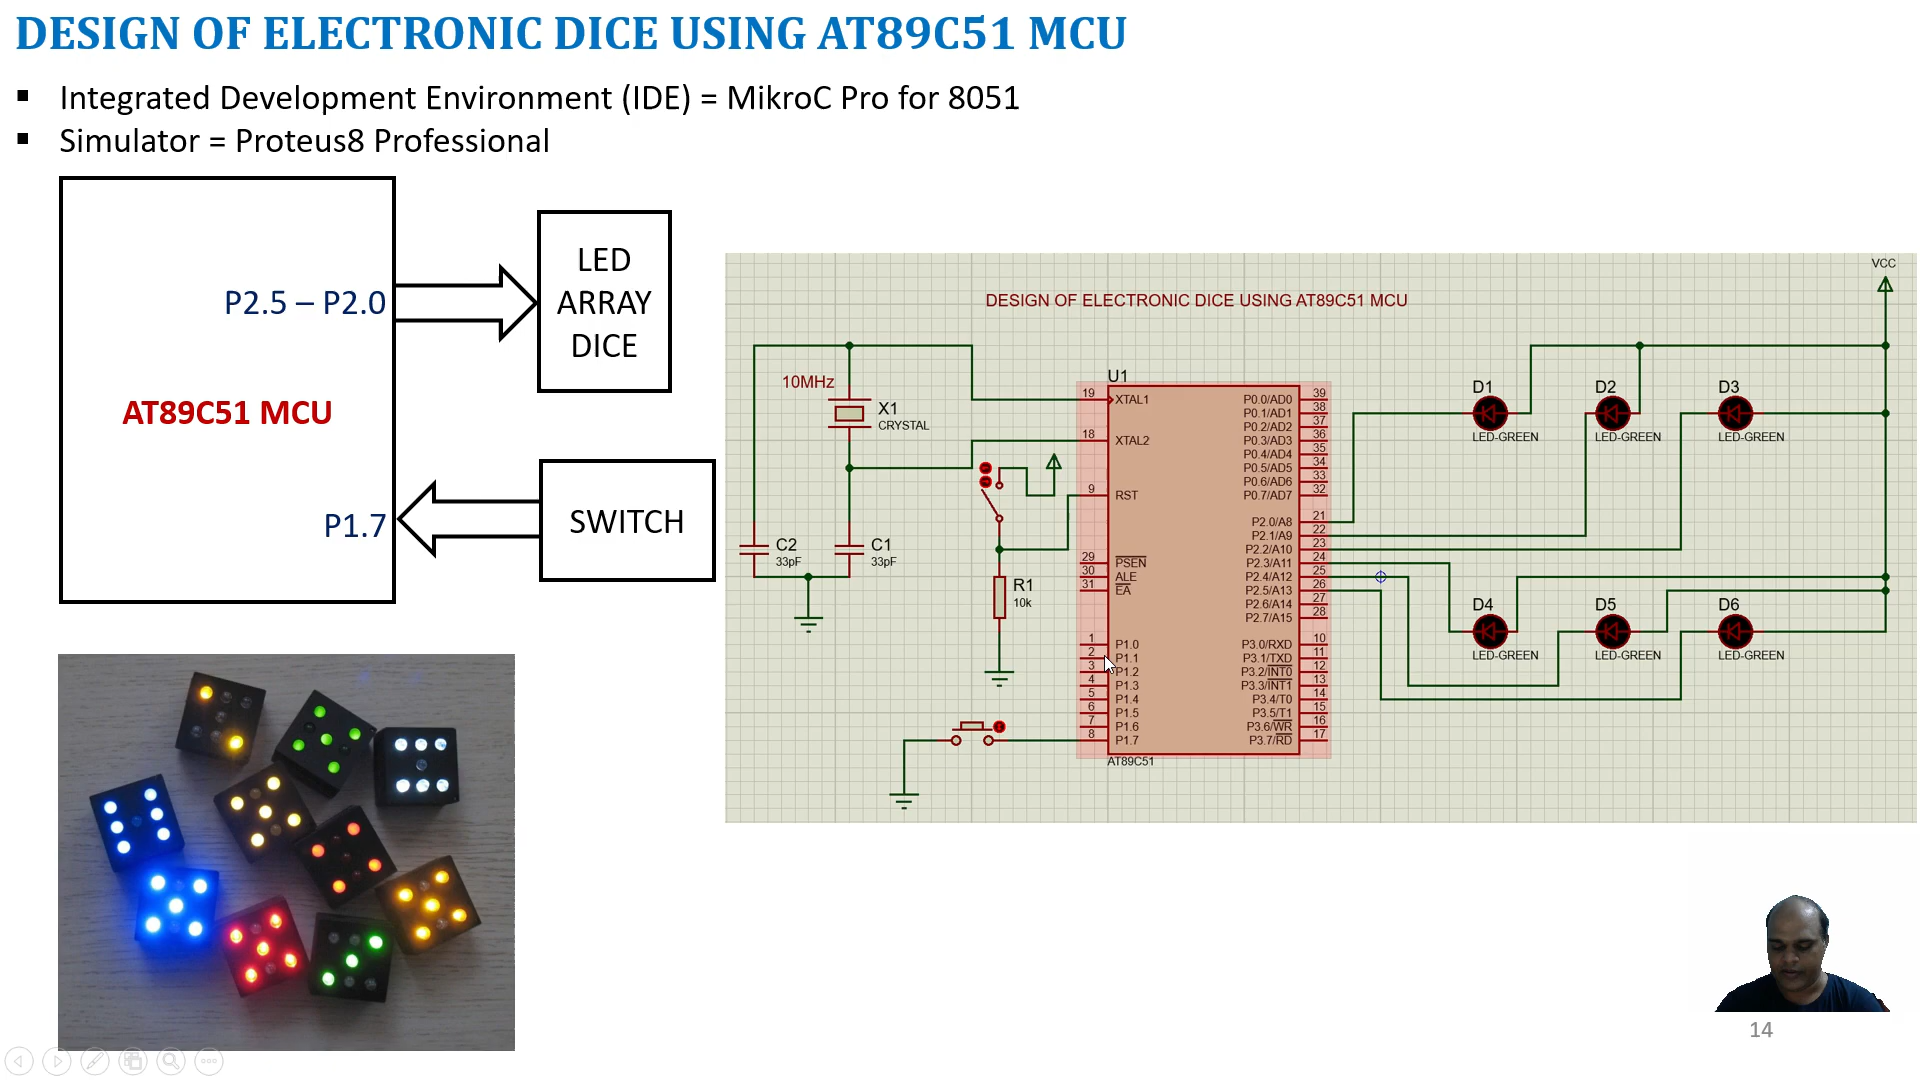 DESIGN OF ELECTRONIC DICE USING AT89C51 MCU
▪ Integrated Development Environment (IDE) = MikroC Pro for 8051
▪ Simulator = Proteus8 Professional
P2.5 – P2.0
LED
ARRAY
DICE
AT89C51 MCU
P1.7
SWITCH
VCC
DESIGN OF ELECTRONIC DICE USING AT89C51 MCU
10MHz
X1
CRYSTAL
C2
33pF
C1
33pF
R1
10k
U1
19 XTAL1
18 XTAL2
9 RST
29 PSEN
30 ALE
31 EA
1 P1.0
2 P1.1
3 P1.2
4 P1.3
5 P1.4
6 P1.5
7 P1.6
8 P1.7
P0.0/AD0 39
P0.1/AD1 38
P0.2/AD2 37
P0.3/AD3 36
P0.4/AD4 35
P0.5/AD5 34
P0.6/AD6 33
P0.7/AD7 32
P2.0/A8 21
P2.1/A9 22
P2.2/A10 23
P2.3/A11 24
P2.4/A12 25
P2.5/A13 26
P2.6/A14 27
P2.7/A15 28
P3.0/RXD 10
P3.1/TXD 11
P3.2/INT0 12
P3.3/INT1 13
P3.4/T0 14
P3.5/T1 15
P3.6/WR 16
P3.7/RD 17
AT89C51
D1
LED-GREEN
D2
LED-GREEN
D3
LED-GREEN
D4
LED-GREEN
D5
LED-GREEN
D6
LED-GREEN
14